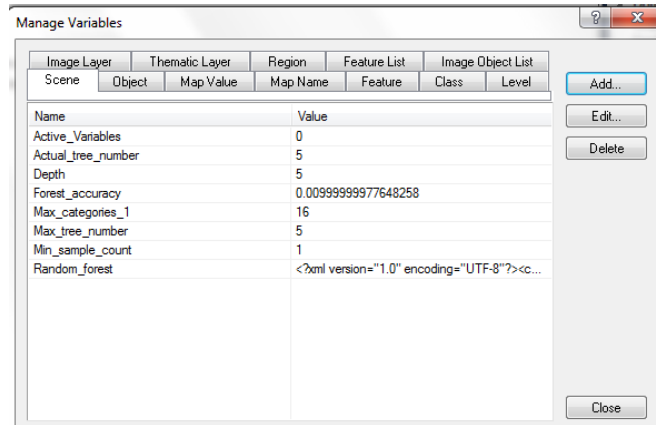 Manage Variables
Image Layer Thematic Layer Region Feature List Image Object List
Scene Object Map Value Map Name Feature Class Level
Add...
Name Value
Edit...
Active_Variables 0
Actual_tree_number 5
Delete
Depth 5
Forest_accuracy 0.00999999977648258
Max_categories_1 16
Max_tree_number 5
Min_sample_count 1
Random_forest <?xml version="1.0" encoding="UTF-8"?><c...
Close